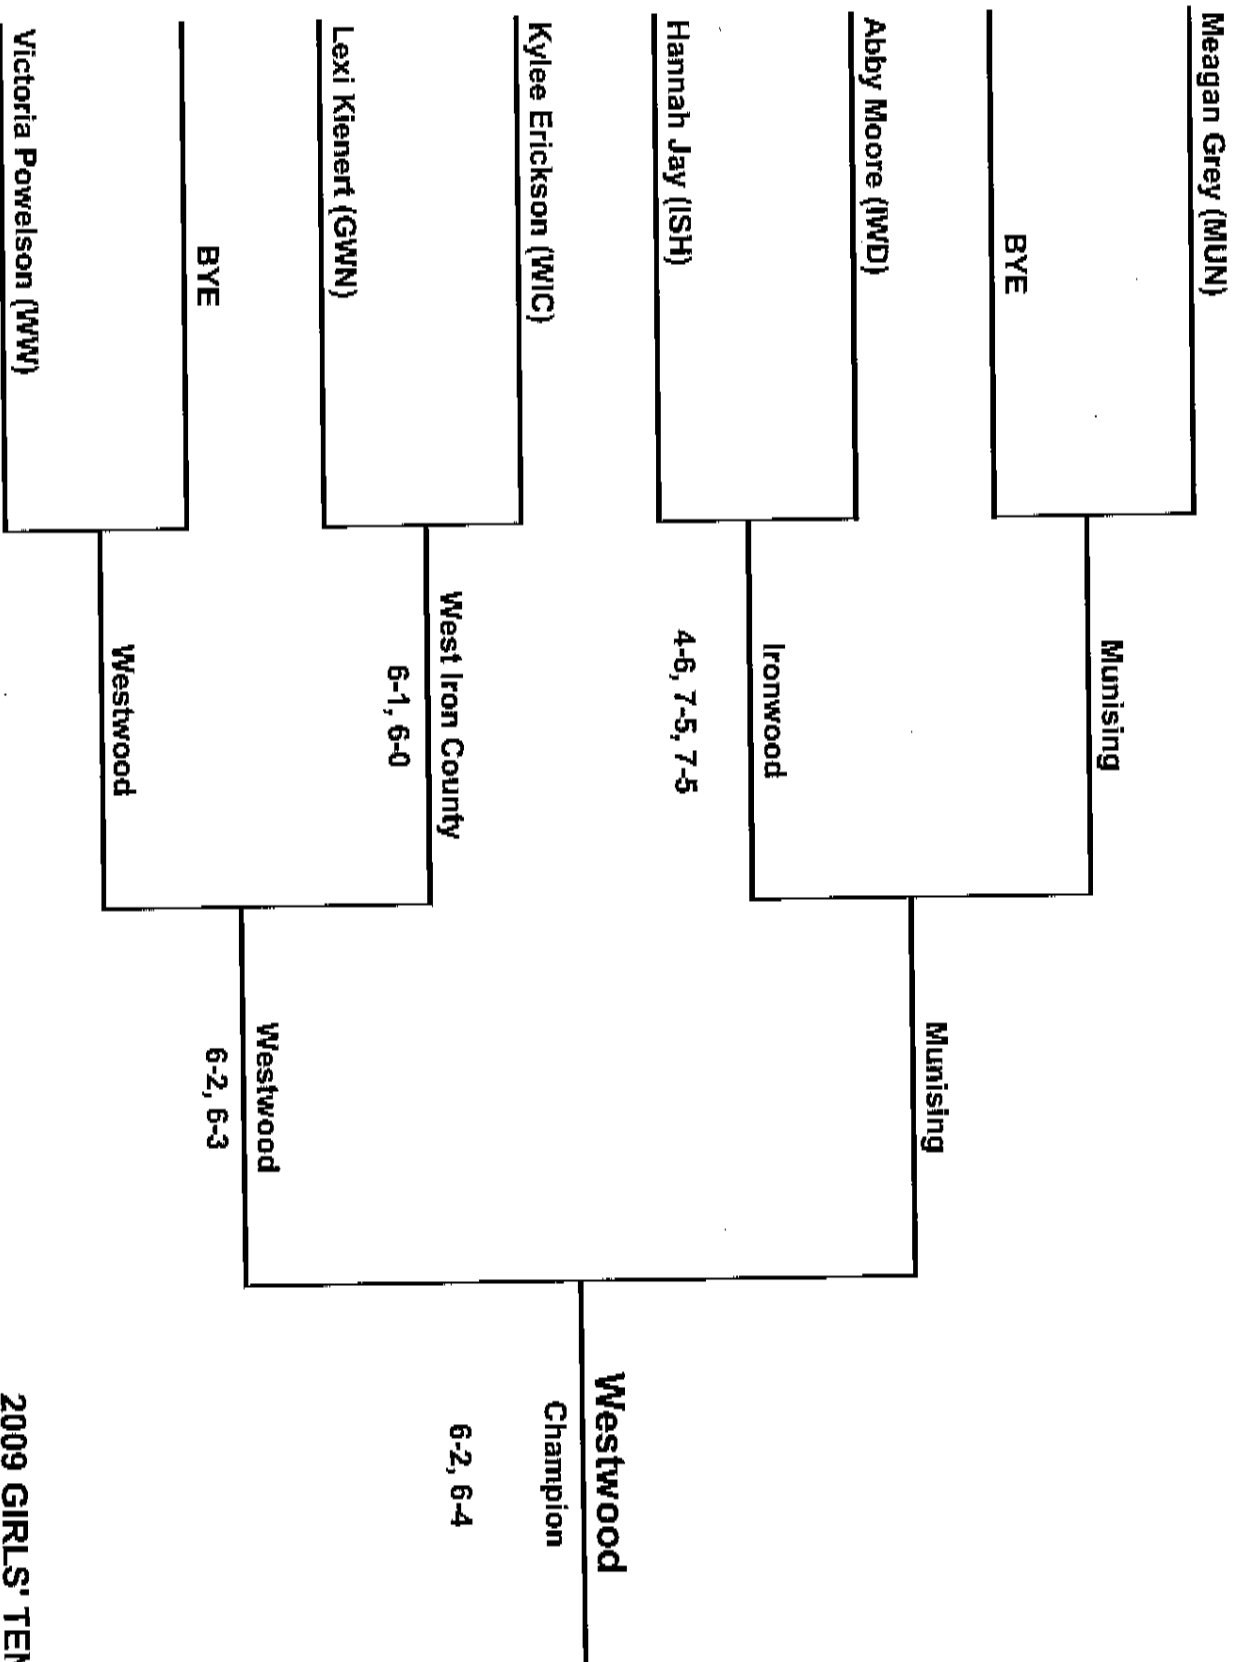 Meagan Grey (MUN)
BYE
Abby Moore (IWD)
Hannah Jay (ISH)
Kylee Erickson (WIC)
Lexi Kienert (GWN)
BYE
Victoria Powelson (WW)
Munising
Ironwood
4-6, 7-5, 7-5
West Iron County
6-1, 6-0
Westwood
Munising
Westwood
6-2, 6-3
Westwood
Champion
6-2, 6-4
2009 GIRLS'